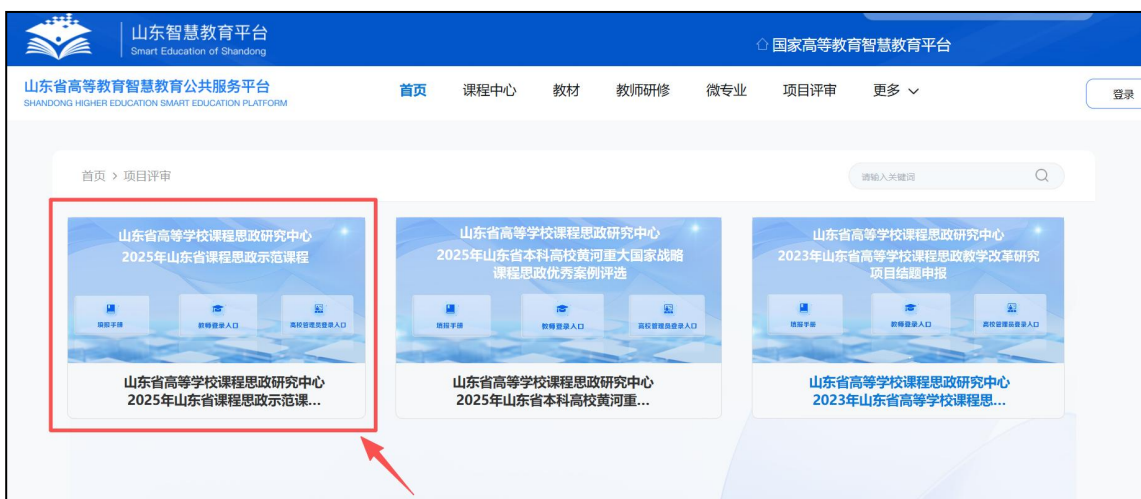 山东智慧教育平台
Smart Education of Shandong
国家高等教育智慧教育平台
山东省高等教育智慧教育公共服务平台
SHANDONG HIGHER EDUCATION SMART EDUCATION PLATFORM
首页 课程中心 教材 教师研修 微专业 项目评审 更多
登录
首页 > 项目评审
请输入关键词
山东省高等学校课程思政研究中心
2025年山东省课程思政示范课程
填报手册 教师登录入口 高校管理员登录入口
山东省高等学校课程思政研究中心
2025年山东省课程思政示范课...
山东省高等学校课程思政研究中心
2025年山东省本科高校黄河重大国家战略
课程思政优秀案例评选
填报手册 教师登录入口 高校管理员登录入口
山东省高等学校课程思政研究中心
2025年山东省本科高校黄河重...
山东省高等学校课程思政研究中心
2023年山东省高等学校课程思政教学改革研究
项目结题申报
填报手册 教师登录入口 高校管理员登录入口
山东省高等学校课程思政研究中心
2023年山东省高等学校课程思...